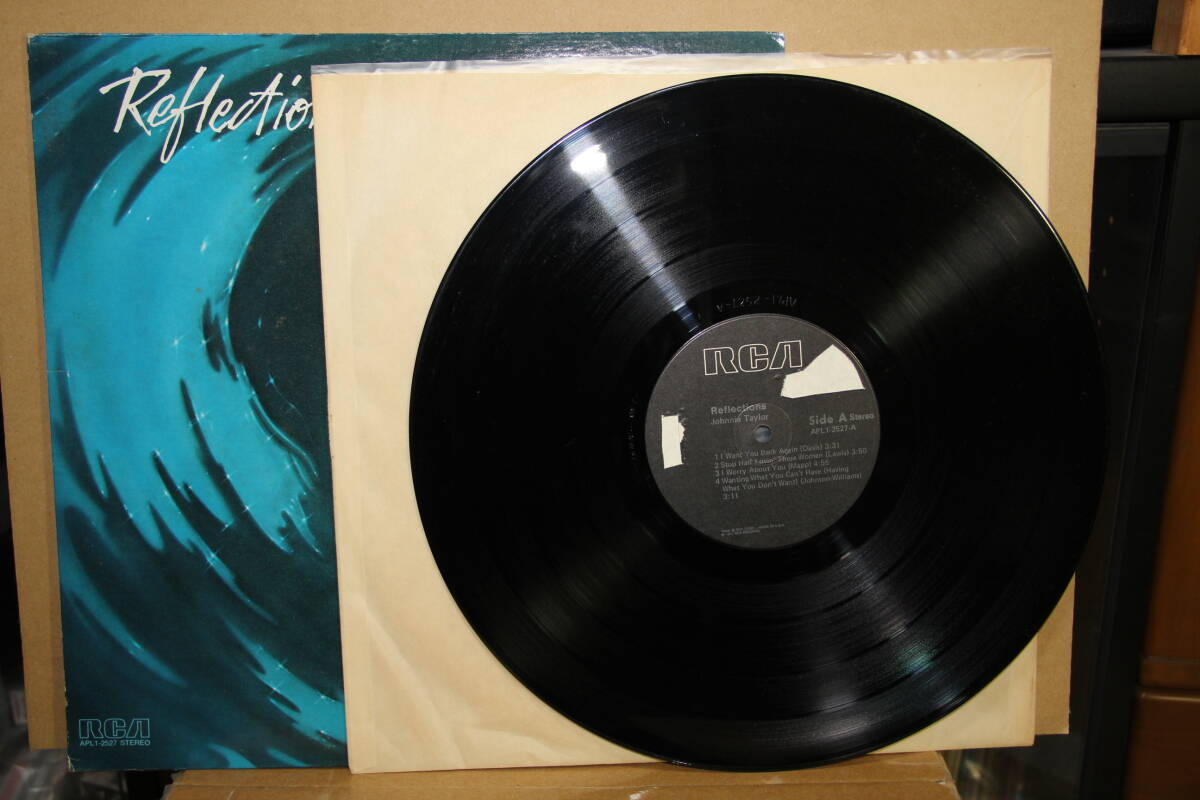 Reflection
RCA
APL1-2527 STEREO
APL1-2527-A
RCA
Reflections
Johnnie Taylor
Side A Stereo
APL1-2527-A
1 I Want You Back Again (Davis) 3:31
2 Stop Half Lovin' These Women (Lewis) 3:50
3 I Worry About You (Mapp) 4:55
4 Wanting What You Can't Have (Having
What You Don't Want) (Johnson-Williams)
3:11